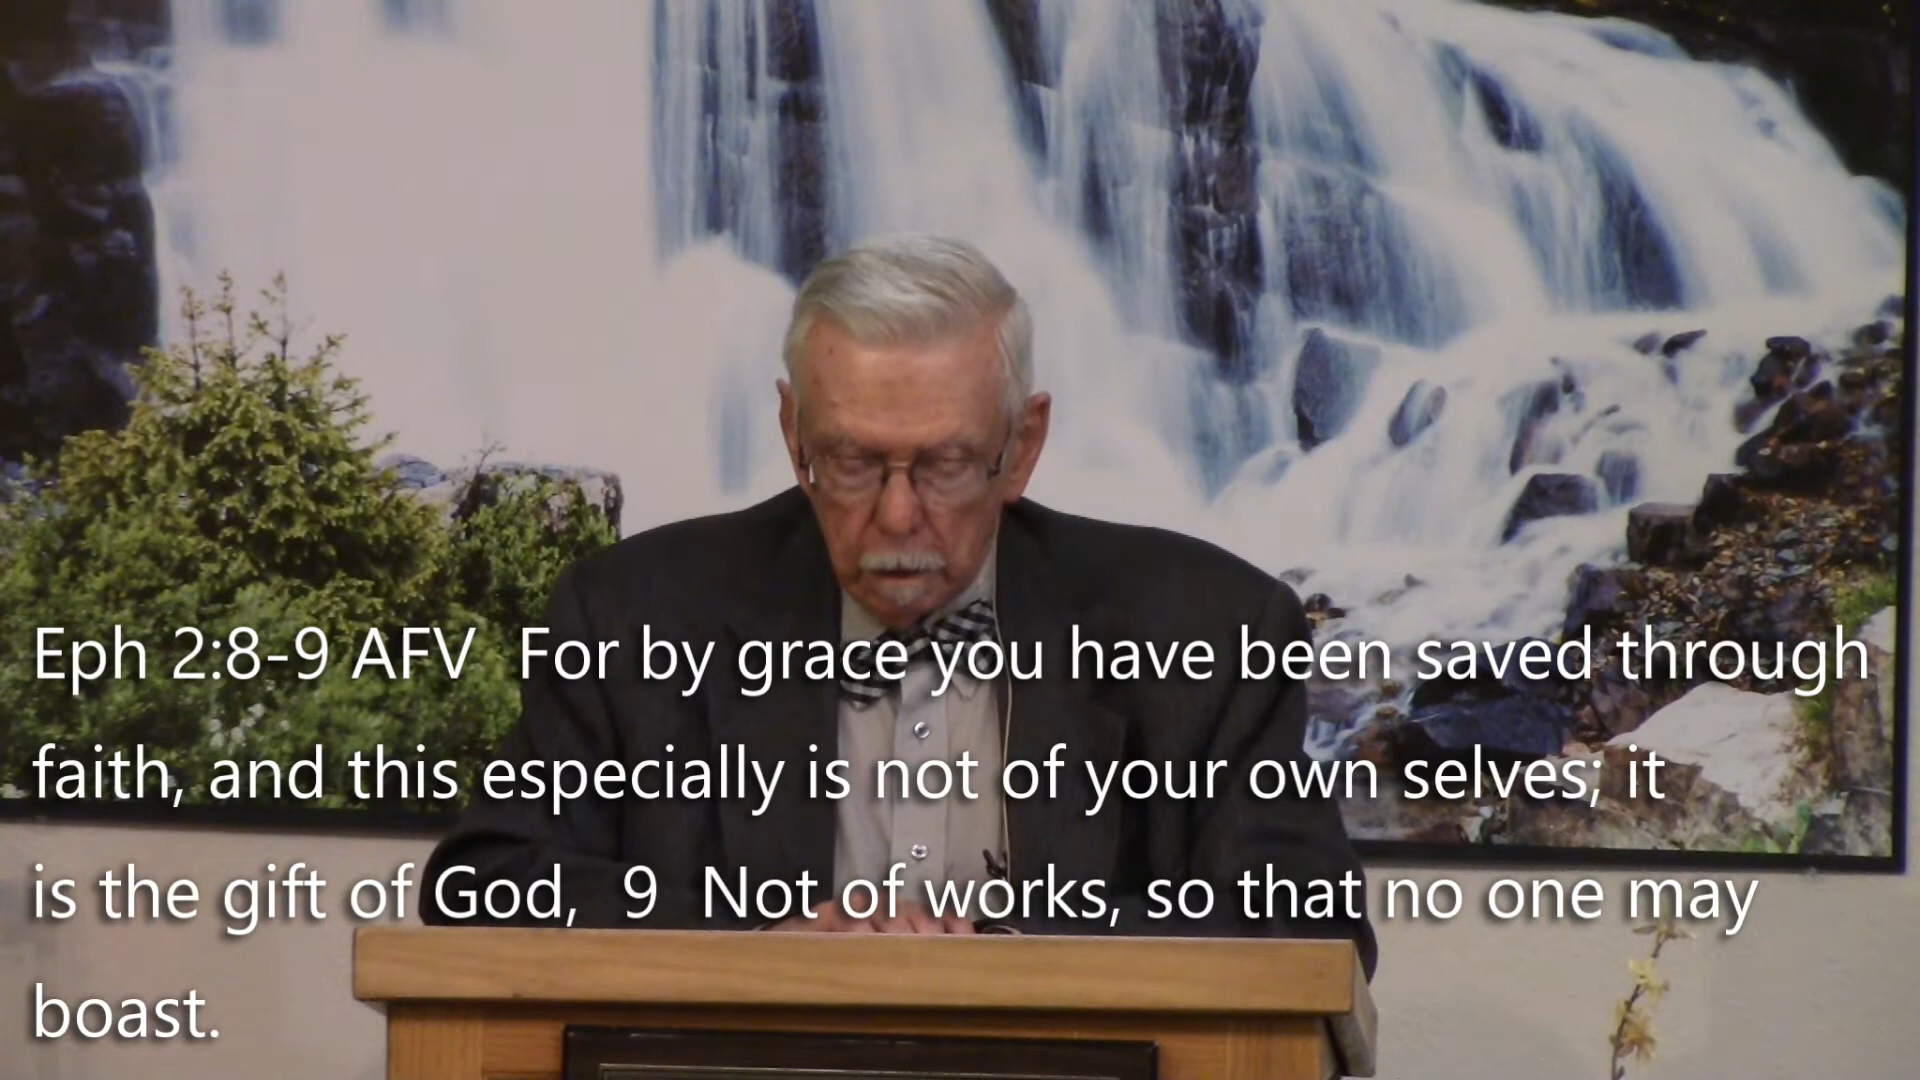 Eph 2:8-9 AFV  For by grace you have been saved through
faith, and this especially is not of your own selves; it
is the gift of God,  9  Not of works, so that no one may
boast.